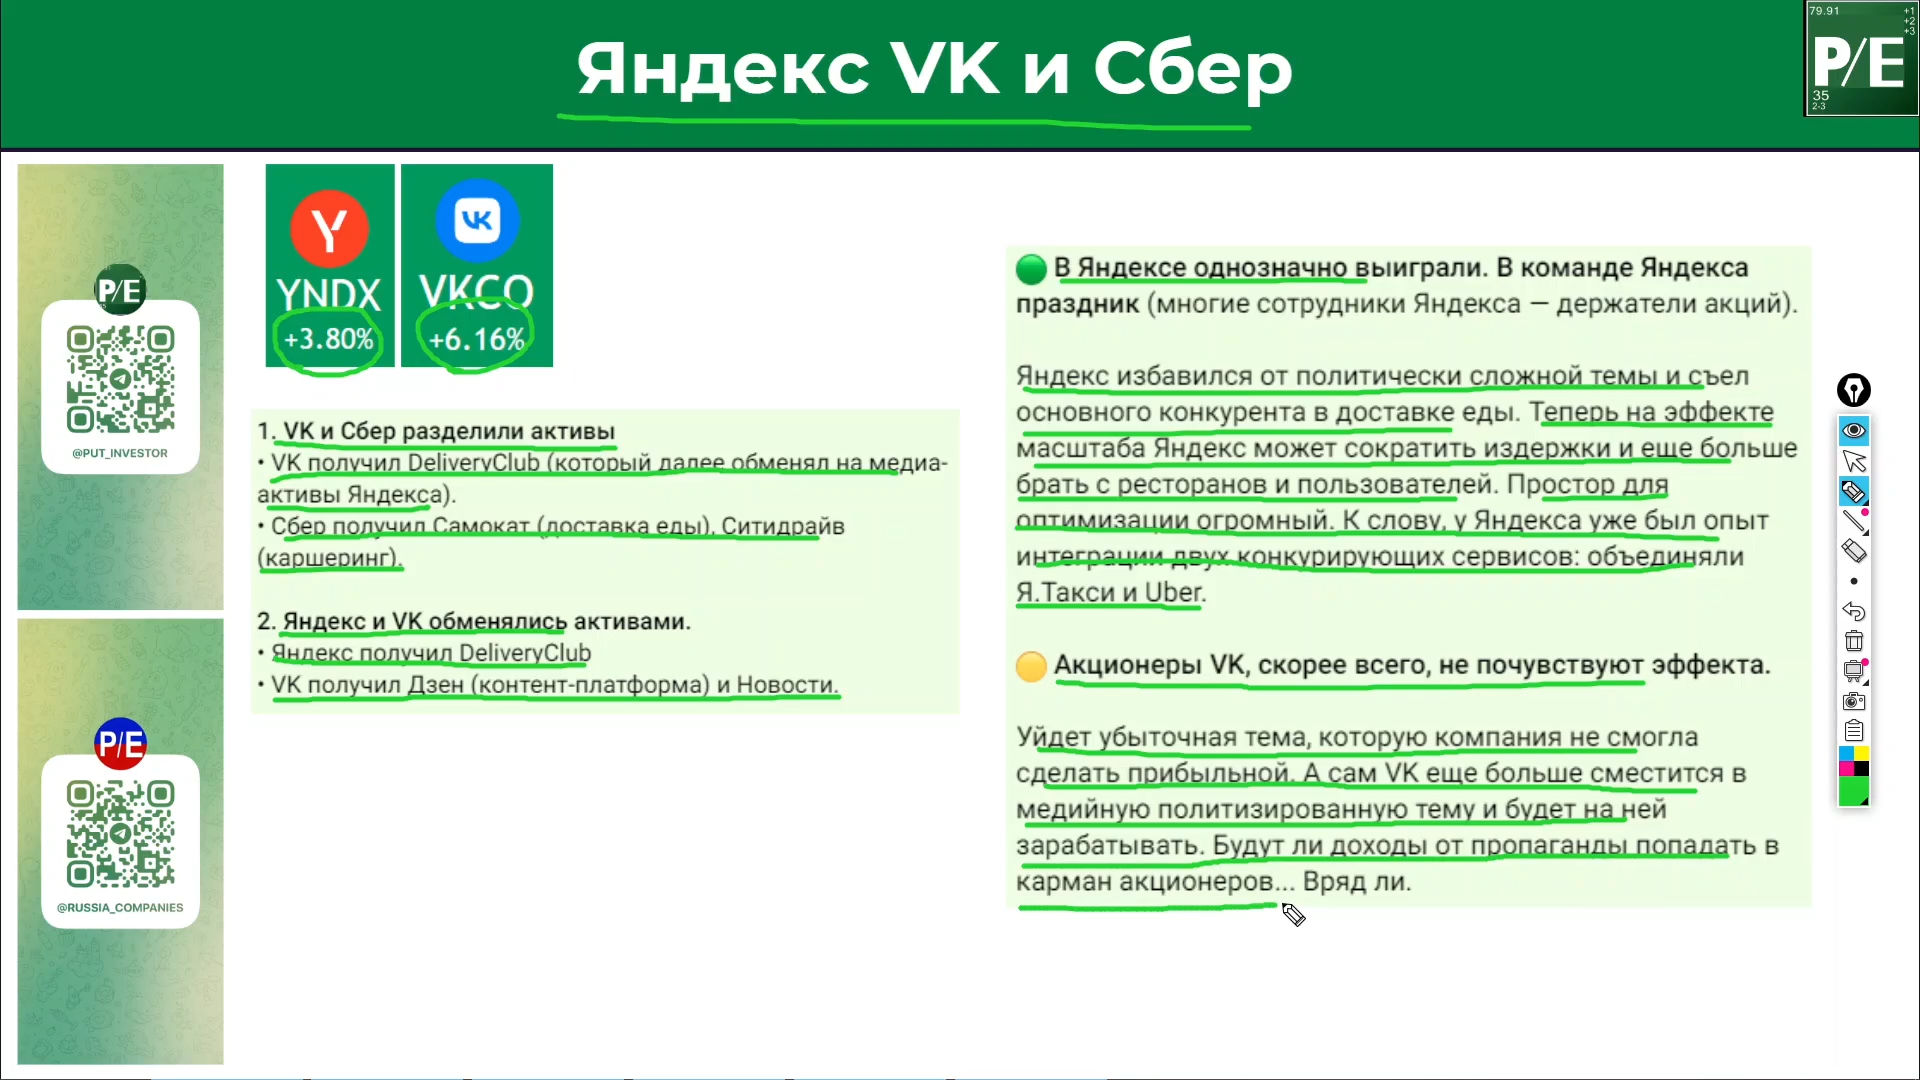 Яндекс VK и Сбер
79.91
+1
+2
+3
P/E
35
2-3
P/E
@PUT_INVESTOR
P/E
@RUSSIA_COMPANIES
Y
YNDX
+3.80%
VK
VKCO
+6.16%
1. VK и Сбер разделили активы
• VK получил DeliveryClub (который далее обменял на медиа-
активы Яндекса).
• Сбер получил Самокат (доставка еды), Ситидрайв
(каршеринг).
2. Яндекс и VK обменялись активами.
• Яндекс получил DeliveryClub
• VK получил Дзен (контент-платформа) и Новости.
В Яндексе однозначно выиграли. В команде Яндекса
праздник (многие сотрудники Яндекса — держатели акций).
Яндекс избавился от политически сложной темы и съел
основного конкурента в доставке еды. Теперь на эффекте
масштаба Яндекс может сократить издержки и еще больше
брать с ресторанов и пользователей. Простор для
оптимизации огромный. К слову, у Яндекса уже был опыт
интеграции двух конкурирующих сервисов: объединяли
Я.Такси и Uber.
Акционеры VK, скорее всего, не почувствуют эффекта.
Уйдет убыточная тема, которую компания не смогла
сделать прибыльной. А сам VK еще больше сместится в
медийную политизированную тему и будет на ней
зарабатывать. Будут ли доходы от пропаганды попадать в
карман акционеров... Вряд ли.